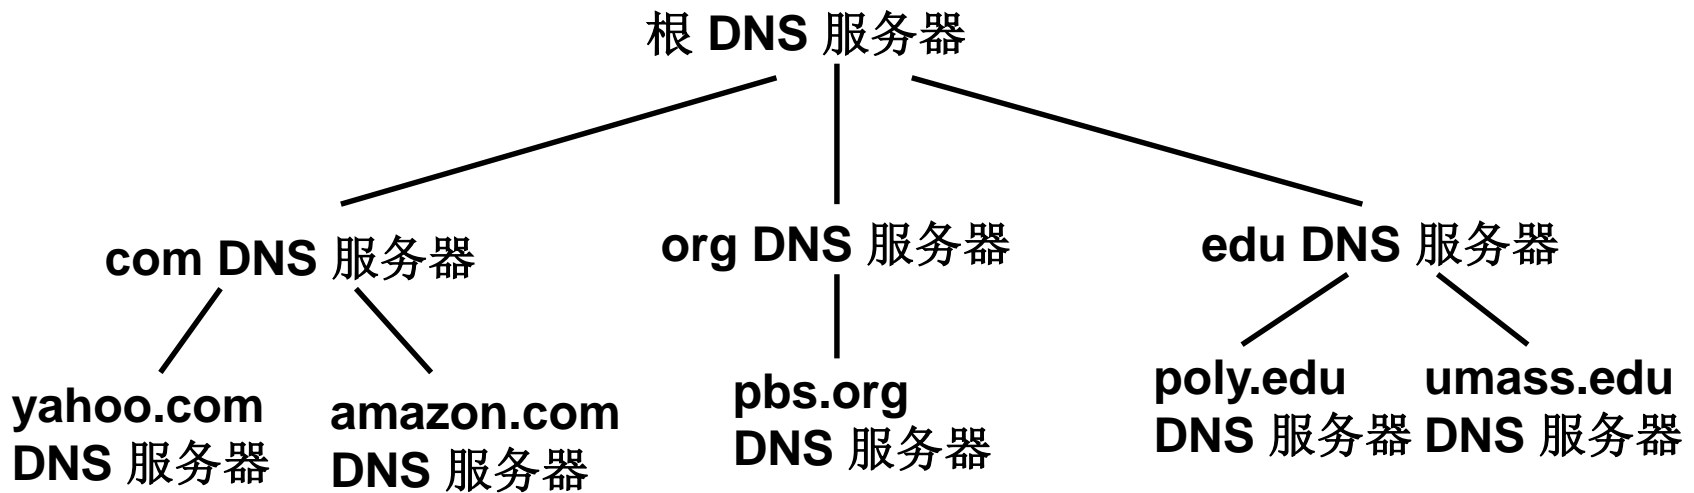 根 DNS 服务器
com DNS 服务器
org DNS 服务器
edu DNS 服务器
yahoo.com
DNS 服务器
amazon.com
DNS 服务器
pbs.org
DNS 服务器
poly.edu
DNS 服务器
umass.edu
DNS 服务器